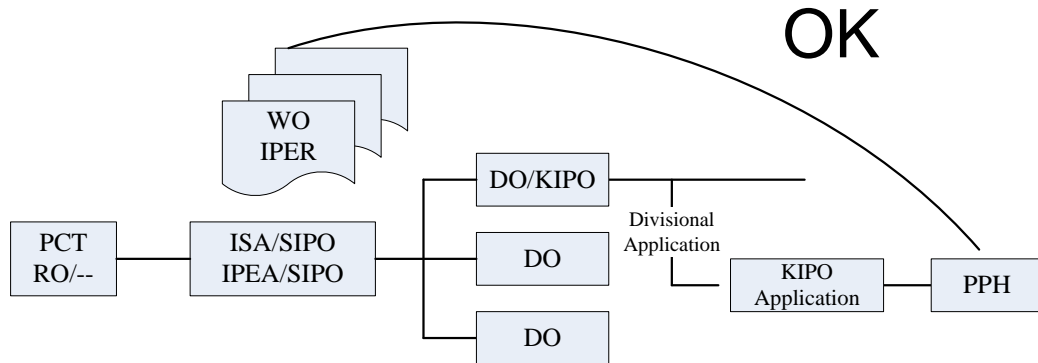 OK
WO
IPER
DO/KIPO
Divisional
Application
PCT
RO/--
ISA/SIPO
IPEA/SIPO
DO
KIPO
Application
PPH
DO